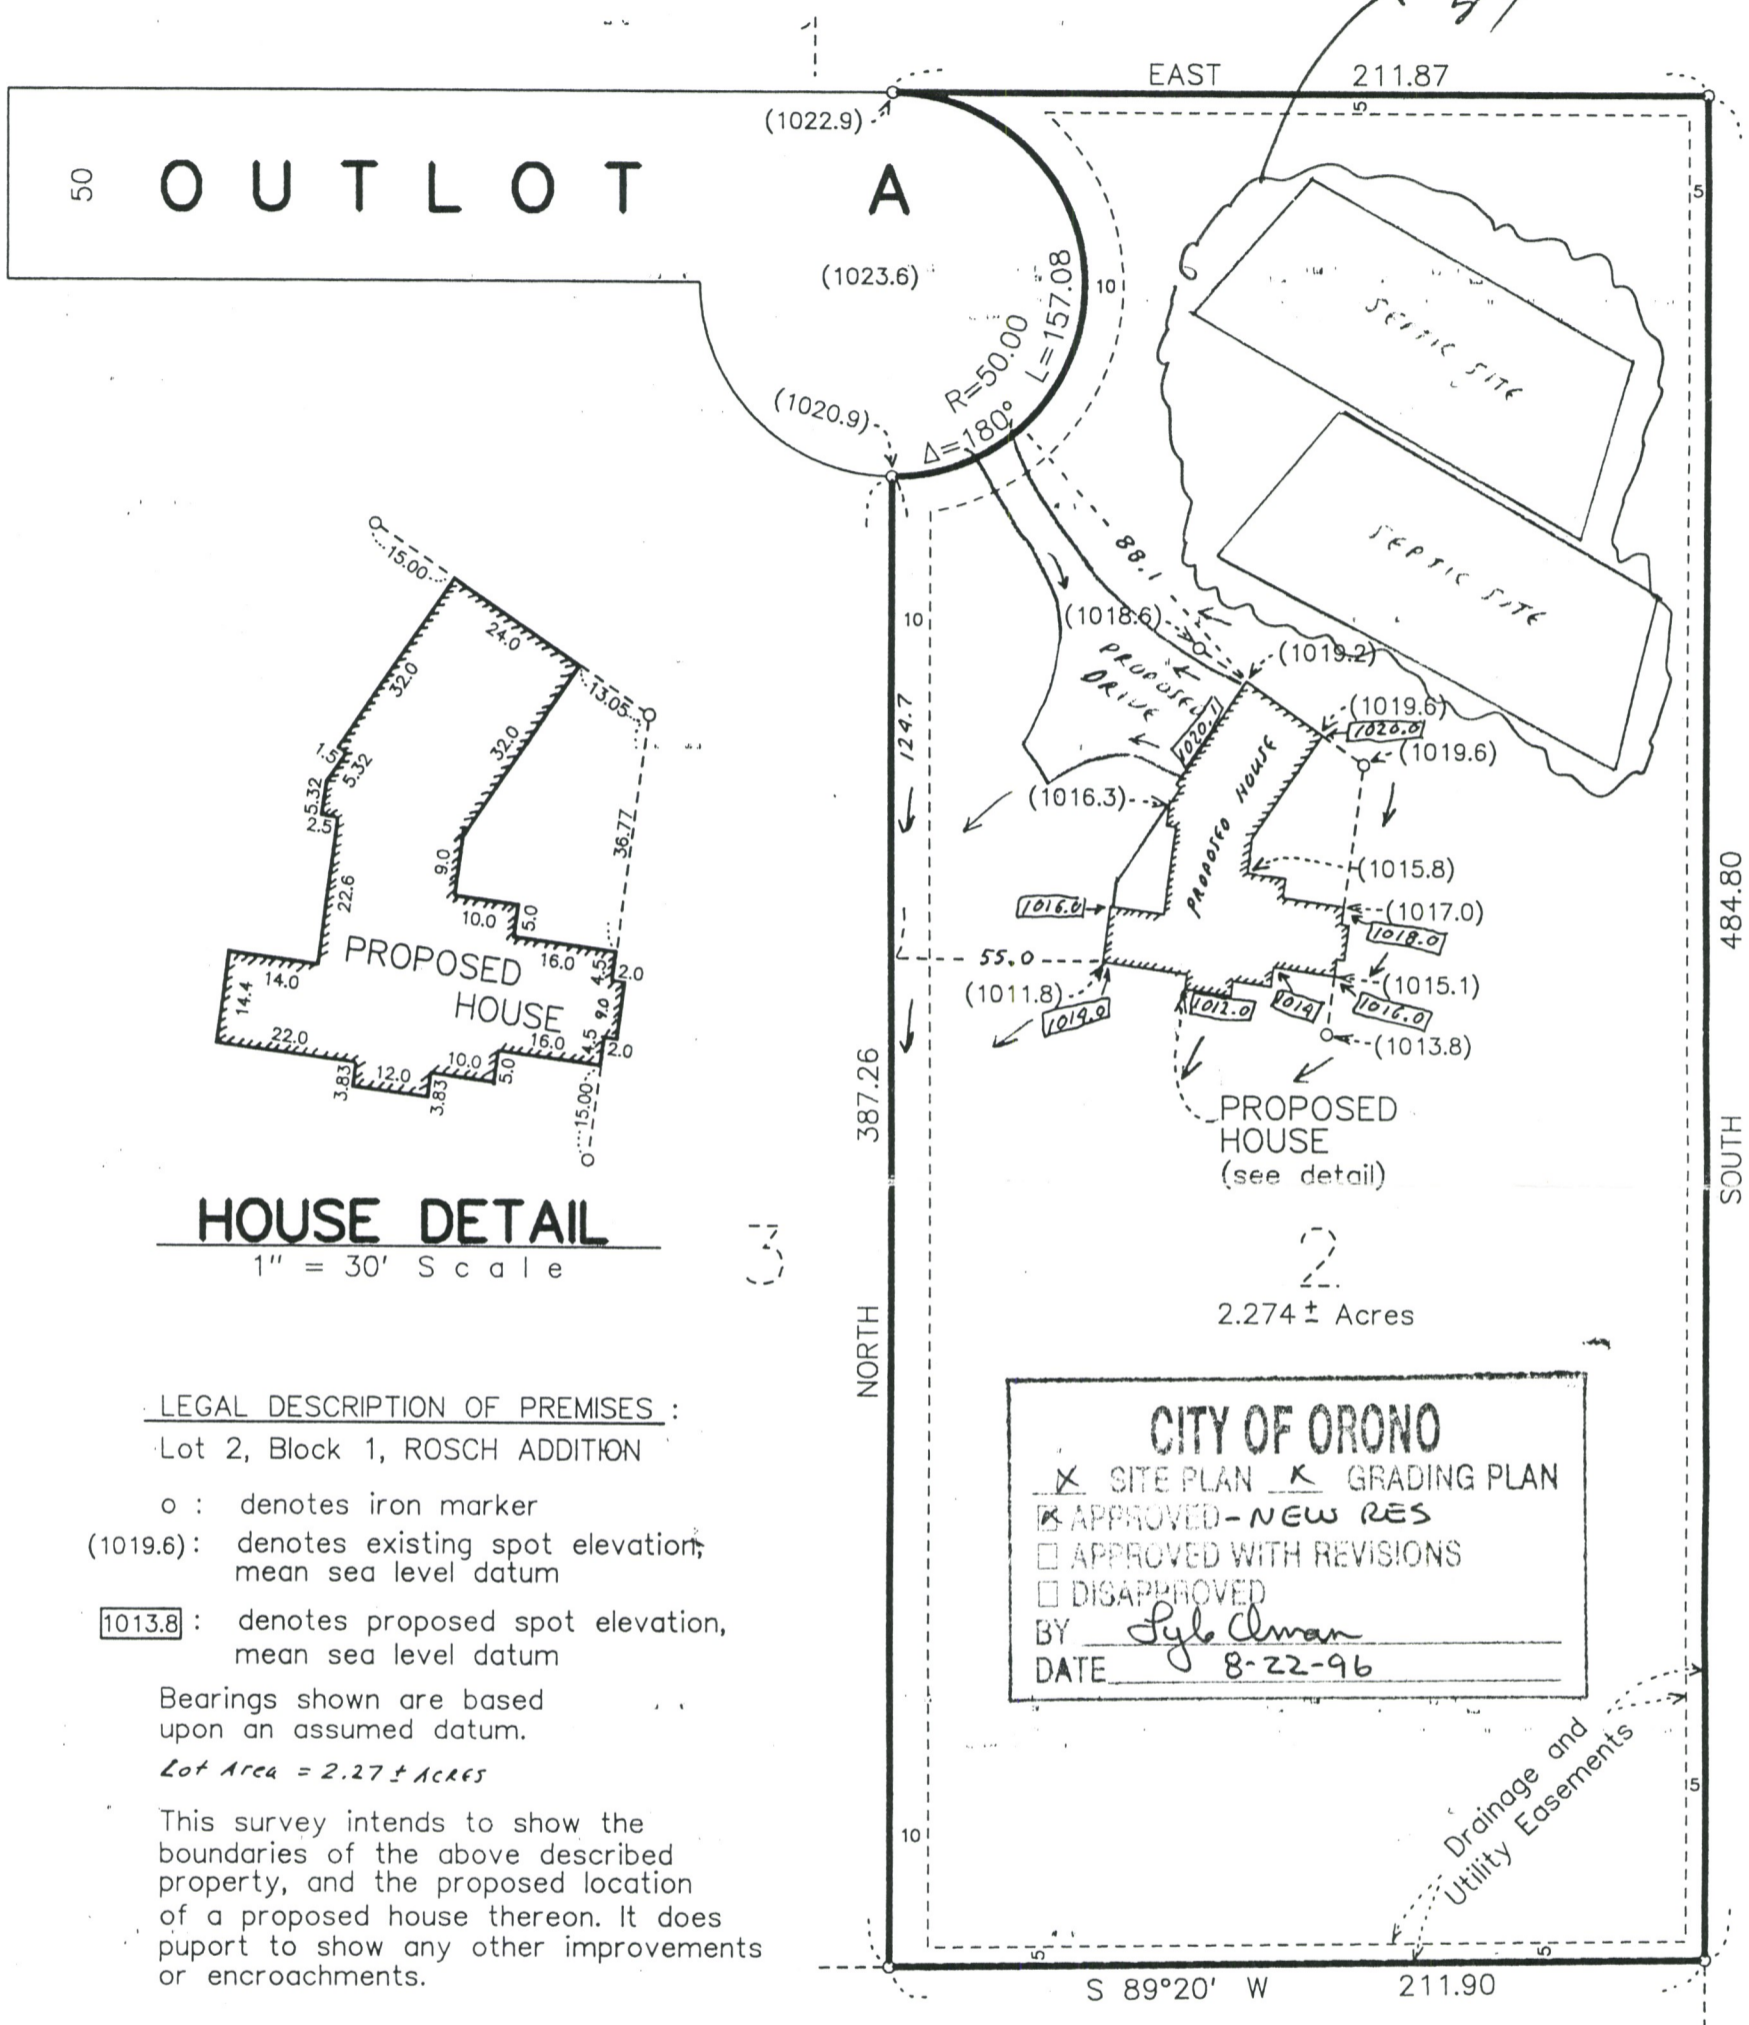 1
EAST 211.87
5
(1022.9)
50
OUTLOT A
5
(1023.6)
10
L=157.08
R=50.00
Δ=180°
(1020.9)
SEPTIC SITE
SEPTIC SITE
88.1
10
(1018.6)
(1019.2)
PROPOSED
DRIVE
124.7
1020.1
(1019.6)
1020.0
(1019.6)
(1016.3)
PROPOSED HOUSE
(1015.8)
1016.0
(1017.0)
1018.0
55.0
(1011.8)
1012.0
(1015.1)
1016.0
(1013.8)
PROPOSED
HOUSE
(see detail)
484.80
SOUTH
387.26
NORTH
2
2.274 ± Acres
3
15.00
24.0
32.0
13.05
32.0
1.5
5.32
5.32
2.5
36.77
22.6
9.0
10.0
5.0
16.0
4.5
2.0
PROPOSED
HOUSE
14.0
14.4
9.0
22.0
16.0
4.5
2.0
10.0
5.0
3.83
12.0
3.83
15.00
HOUSE DETAIL
1" = 30' Scale
LEGAL DESCRIPTION OF PREMISES :
Lot 2, Block 1, ROSCH ADDITION
o : denotes iron marker
(1019.6): denotes existing spot elevation,
mean sea level datum
1013.8 : denotes proposed spot elevation,
mean sea level datum
Bearings shown are based
upon an assumed datum.
Lot Area = 2.27 ± ACRES
This survey intends to show the
boundaries of the above described
property, and the proposed location
of a proposed house thereon. It does
puport to show any other improvements
or encroachments.
CITY OF ORONO
X SITE PLAN X GRADING PLAN
☒ APPROVED - NEW RES
☐ APPROVED WITH REVISIONS
☐ DISAPPROVED
BY
DATE 8-22-96
Drainage and
Utility Easements
15
10
5
5
S 89°20' W 211.90